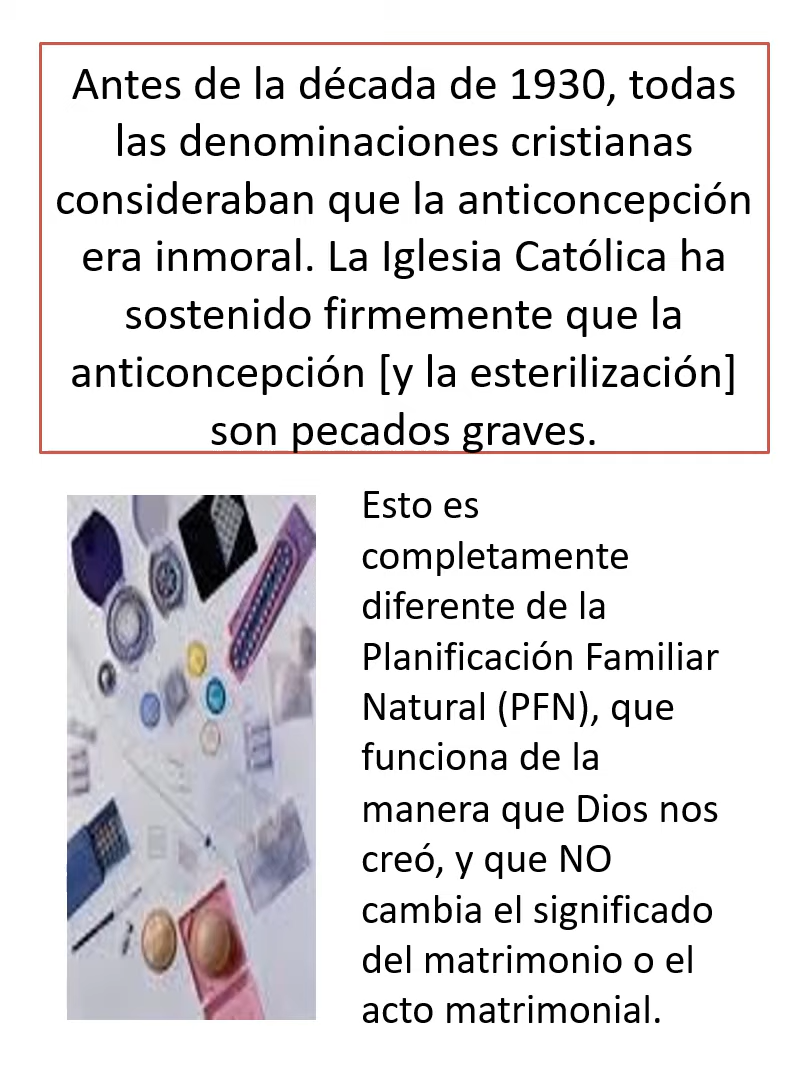 Antes de la década de 1930, todas
las denominaciones cristianas
consideraban que la anticoncepción
era inmoral. La Iglesia Católica ha
sostenido firmemente que la
anticoncepción [y la esterilización]
son pecados graves.
Esto es
completamente
diferente de la
Planificación Familiar
Natural (PFN), que
funciona de la
manera que Dios nos
creó, y que NO
cambia el significado
del matrimonio o el
acto matrimonial.